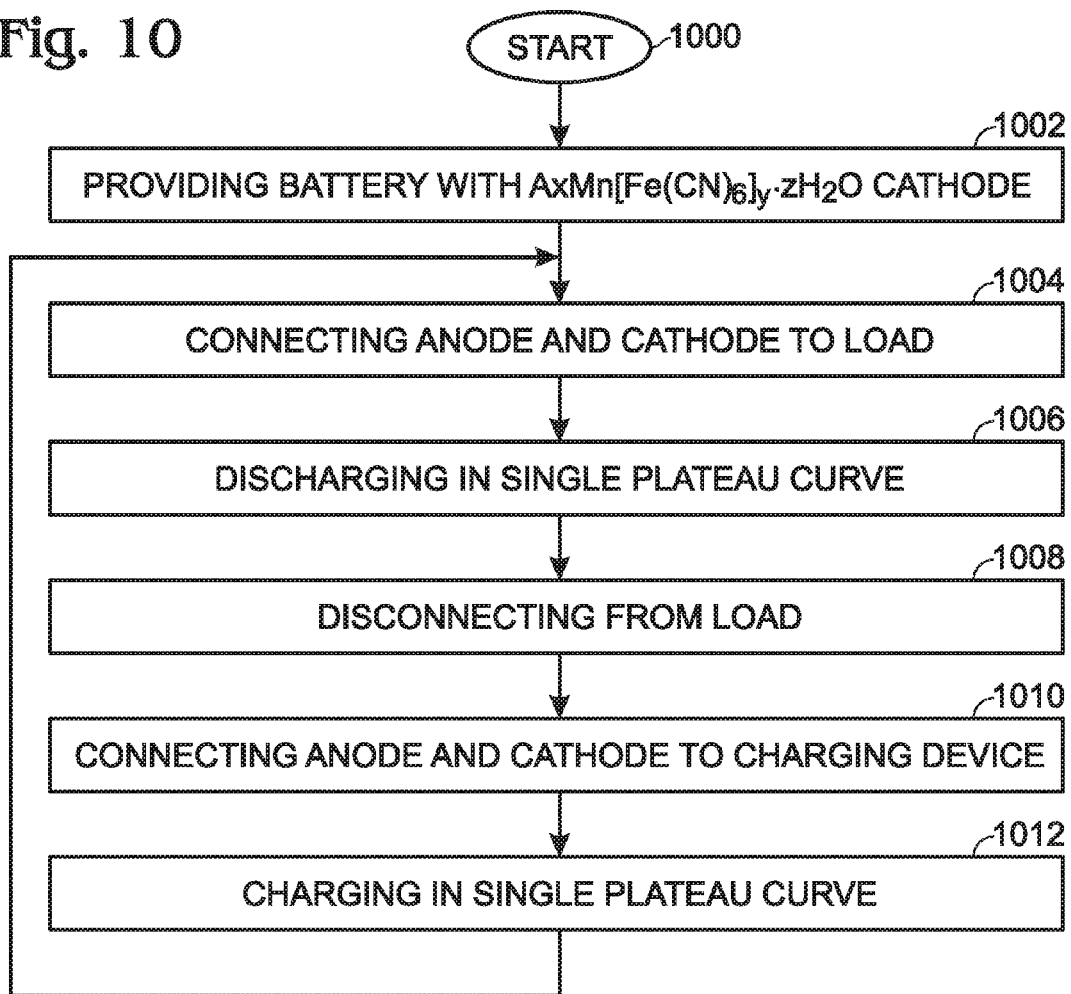 Fig. 10
START
1000
1002
PROVIDING BATTERY WITH AxMn[Fe(CN)6]y·zH2O CATHODE
1004
CONNECTING ANODE AND CATHODE TO LOAD
1006
DISCHARGING IN SINGLE PLATEAU CURVE
1008
DISCONNECTING FROM LOAD
1010
CONNECTING ANODE AND CATHODE TO CHARGING DEVICE
1012
CHARGING IN SINGLE PLATEAU CURVE